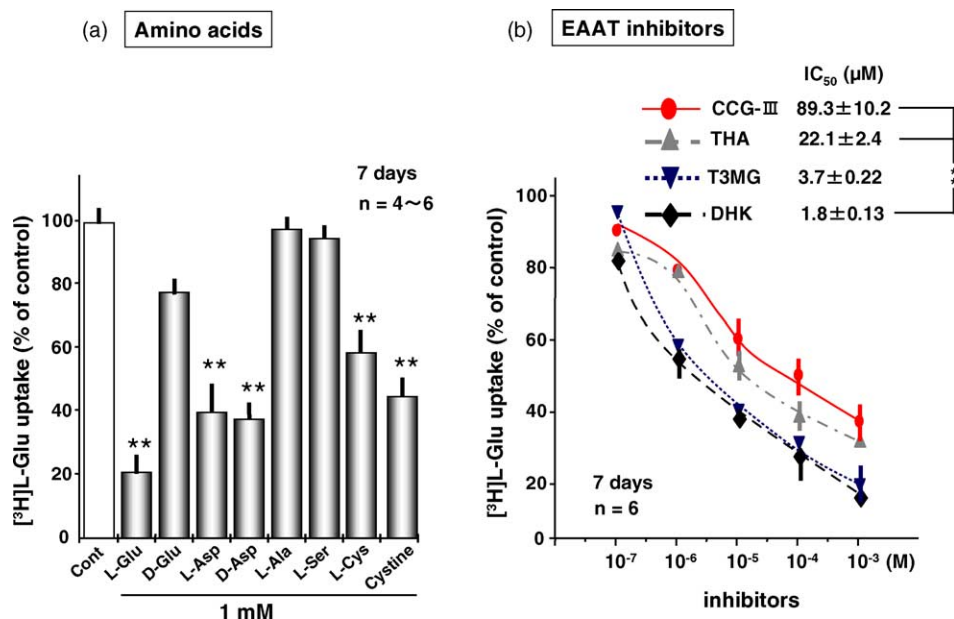 (a) Amino acids
[³H]L-Glu uptake (% of control)
100
80
60
40
20
0
7 days
n = 4~6
**
**
**
**
**
Cont
L-Glu
D-Glu
L-Asp
D-Asp
L-Ala
L-Ser
L-Cys
Cystine
1 mM
(b) EAAT inhibitors
IC₅₀ (μM)
CCG-III 89.3±10.2
THA 22.1±2.4
T3MG 3.7±0.22
DHK 1.8±0.13
**
[³H]L-Glu uptake (% of control)
100
80
60
40
20
0
7 days
n = 6
10⁻⁷ 10⁻⁶ 10⁻⁵ 10⁻⁴ 10⁻³ (M)
inhibitors